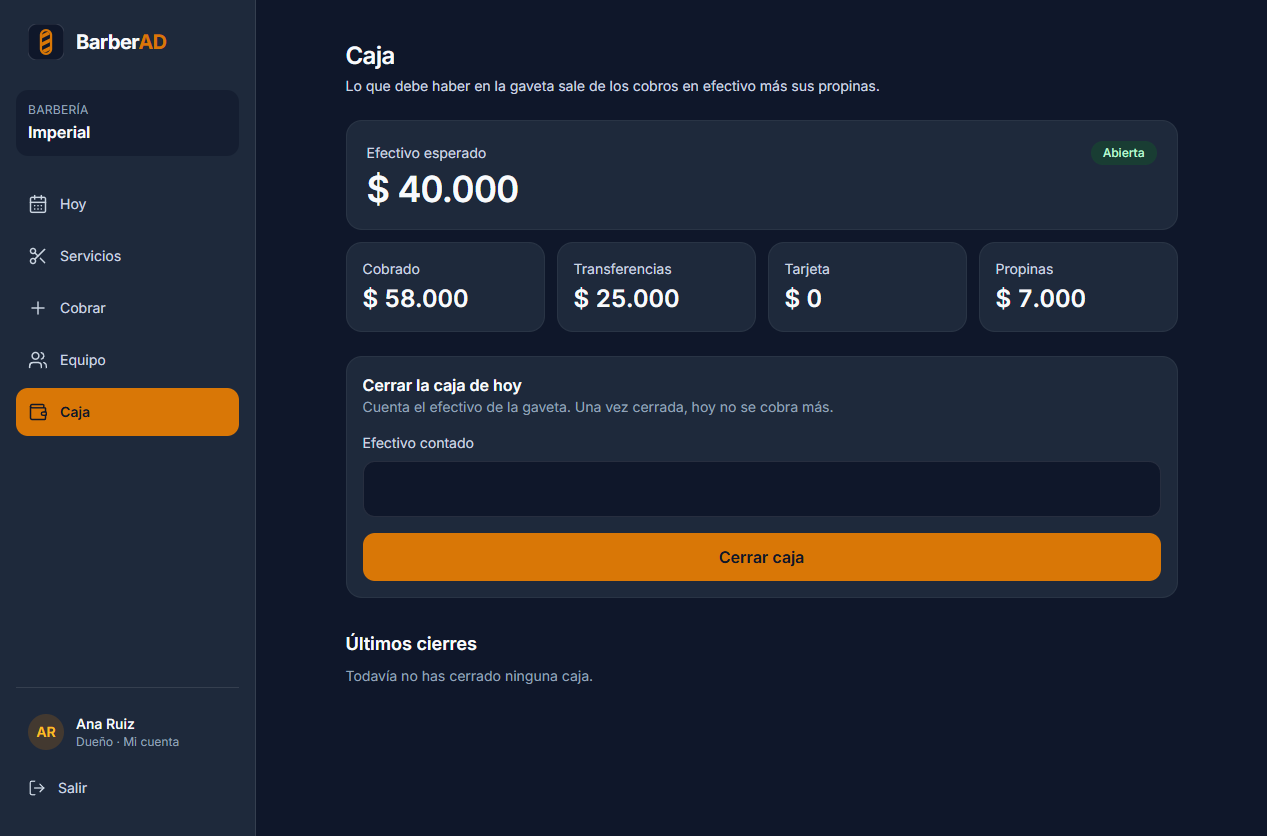 BarberAD
BARBERÍA
Imperial
Hoy
Servicios
Cobrar
Equipo
Caja
Ana Ruiz
AR
Dueño · Mi cuenta
Salir
Caja
Lo que debe haber en la gaveta sale de los cobros en efectivo más sus propinas.
Efectivo esperado
Abierta
$ 40.000
Cobrado
$ 58.000
Transferencias
$ 25.000
Tarjeta
$ 0
Propinas
$ 7.000
Cerrar la caja de hoy
Cuenta el efectivo de la gaveta. Una vez cerrada, hoy no se cobra más.
Efectivo contado
Cerrar caja
Últimos cierres
Todavía no has cerrado ninguna caja.